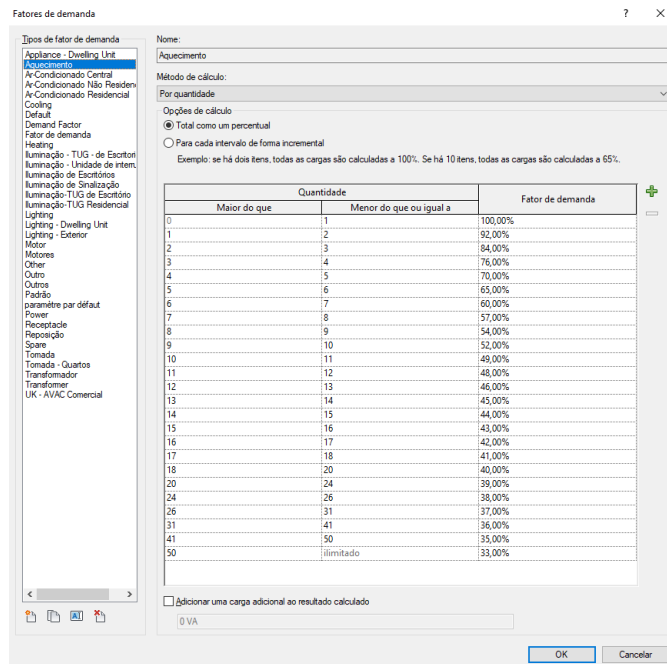 Fatores de demanda
? ×
Tipos de fator de demanda
Appliance - Dwelling Unit
Aquecimento
Ar-Condicionado Central
Ar-Condicionado Não Residen
Ar-Condicionado Residencial
Cooling
Default
Demand Factor
Fator de demanda
Heating
Iluminação - TUG - de Escritori
Iluminação - Unidade de intern
Iluminação de Escritórios
Iluminação de Sinalização
Iluminação-TUG de Escritório
Iluminação-TUG Residencial
Lighting
Lighting - Dwelling Unit
Lighting - Exterior
Motor
Motores
Other
Outro
Outros
Padrão
paramètre par défaut
Power
Receptacle
Reposição
Spare
Tomada
Tomada - Quartos
Transformador
Transformer
UK - AVAC Comercial
Nome:
Aquecimento
Método de cálculo:
Por quantidade
Opções de cálculo
Total como um percentual
Para cada intervalo de forma incremental
Exemplo: se há dois itens, todas as cargas são calculadas a 100%. Se há 10 itens, todas as cargas são calculadas a 65%.
Quantidade Fator de demanda
Maior do que Menor do que ou igual a
0 1 100,00%
1 2 92,00%
2 3 84,00%
3 4 76,00%
4 5 70,00%
5 6 65,00%
6 7 60,00%
7 8 57,00%
8 9 54,00%
9 10 52,00%
10 11 49,00%
11 12 48,00%
12 13 46,00%
13 14 45,00%
14 15 44,00%
15 16 43,00%
16 17 42,00%
17 18 41,00%
18 20 40,00%
20 24 39,00%
24 26 38,00%
26 31 37,00%
31 41 36,00%
41 50 35,00%
50 ilimitado 33,00%
Adicionar uma carga adicional ao resultado calculado
0 VA
OK Cancelar